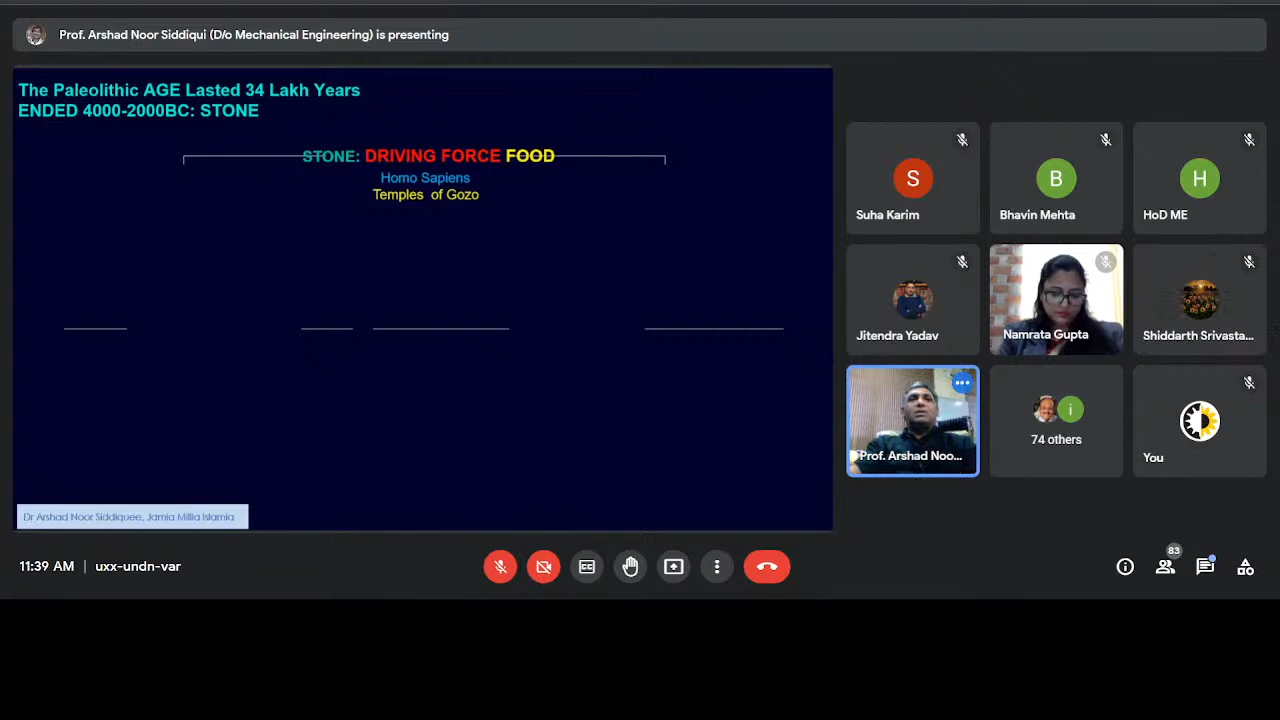 Prof. Arshad Noor Siddiqui (D/o Mechanical Engineering) is presenting
The Paleolithic AGE Lasted 34 Lakh Years
ENDED 4000-2000BC: STONE
STONE: DRIVING FORCE FOOD
Homo Sapiens
Temples of Gozo
Dr Arshad Noor Siddiquee, Jamia Millia Islamia
S
Suha Karim
B
Bhavin Mehta
H
HoD ME
Jitendra Yadav
Namrata Gupta
Shiddarth Srivasta...
Prof. Arshad Noo...
i
74 others
You
11:39 AM | uxx-undn-var
83